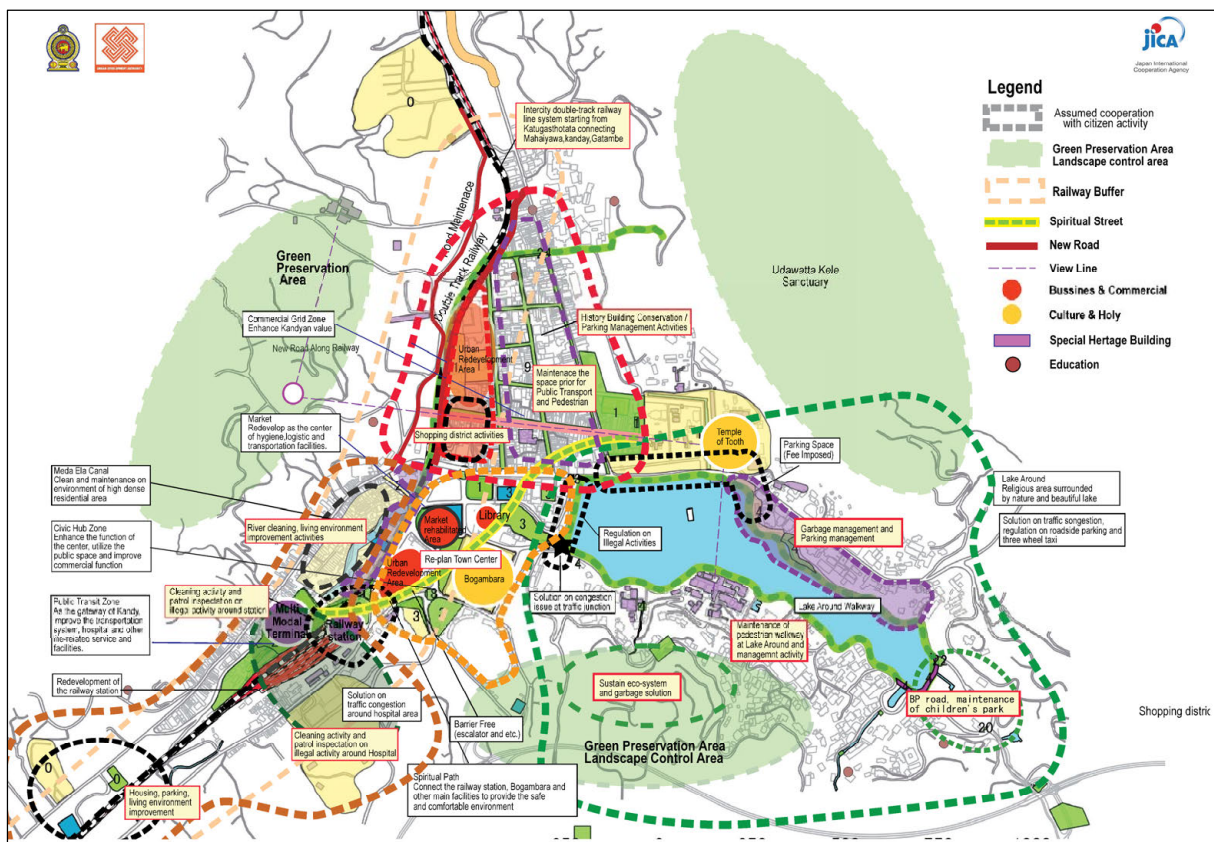 jica
Japan International
Cooperation Agency
Legend
Assumed cooperation
with citizen activity
Green Preservation Area
Landscape control area
Railway Buffer
Spiritual Street
New Road
View Line
Bussines & Commercial
Culture & Holy
Special Hertage Building
Education
0
Intercity double-track railway
line system starting from
Katugasthotata connecting
Mahaiyawa,kanday,Gatambe
Road Maintenace
Double Track Railway
Green
Preservation
Area
Udawatta Kele
Sanctuary
Commercial Grid Zone
Enhance Kandyan value
New Road Along Railway
History Building Conservation /
Parking Management Activities
Urban
Redevelopment
Area
9
Maintenace the
space prior for
Public Transport
and Pedestrian
1
Market
Redevelop as the center
of hygiene,logistic and
transportation facilities.
Shopping district activities
Temple
of Tooth
Parking Space
(Fee Imposed)
Meda Ela Canal
Clean and maintenance on
environment of high dense
residential area
Lake Around
Religious area surrounded
by nature and beautiful lake
Civic Hub Zone
Enhance the function of
the center, utilize the
public space and improve
commercial function
River cleaning, living environment
improvement activities
Market
rehabilitated
Area
Library
1
3
3
Regulation on
Illegal Activities
Garbage management and
Parking management
Solution on traffic songestion,
regulation on roadside parking and
three wheel taxi
Re-plan Town Center
Urban
Redevelopment
Area
Bogambara
4
Solution on congestion
issue at traffic junction
Cleaning activity and
patrol inspectation on
illegal activity around station
Public Transit Zone
As the gateway of Kandy,
improve the transportation
system, hospital and other
facilities.
Multi
Modal
Terminal
Railway
station
3
Lake Around Walkway
Maintenance of
pedestrian walkway
at Lake Around and
managemnt activity
Redevelopment of
the railway station
Solution on
traffic congestion
around hospital area
Sustain eco-system
and garbage solution
12
BP road, maintenance
of children's park
20
Shopping distric
Cleaning activity and
patrol inspectation on
illegal activity around Hospital
Barrier Free
(escalator and etc.)
Green Preservation Area
Landscape Control Area
0
0
Housing, parking,
living environment
improvement
Spiritual Path
Connect the railway station, Bogambara and
other main facilities to provide the safe
and comfortable environment